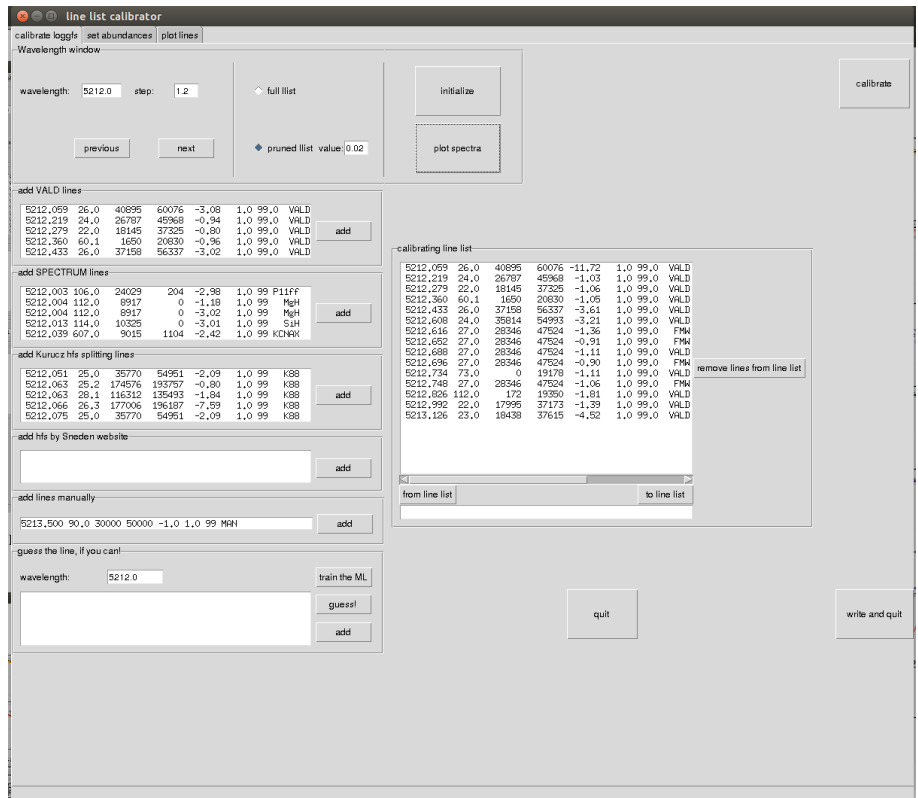 line list calibrator
calibrate loggfs set abundances plot lines
Wavelength window
wavelength: 5212.0 step: 1.2
full llist
initialize
calibrate
previous next
pruned llist value: 0.02
plot spectra
add VALD lines
5212.059 26.0 40895 60076 -3.08 1.0 99.0 VALD
5212.219 24.0 26787 45968 -0.94 1.0 99.0 VALD
5212.279 22.0 18145 37325 -0.80 1.0 99.0 VALD
5212.360 60.1 1650 20830 -0.96 1.0 99.0 VALD
5212.433 26.0 37158 56337 -3.02 1.0 99.0 VALD
add
add SPECTRUM lines
5212.003 106.0 24029 204 -2.98 1.0 99 P11ff
5212.004 112.0 8917 0 -1.18 1.0 99 MgH
5212.004 112.0 8917 0 -3.02 1.0 99 MgH
5212.013 114.0 10325 0 -3.01 1.0 99 SiH
5212.039 607.0 9015 1104 -2.42 1.0 99 KCNAX
add
add Kurucz hfs splitting lines
5212.051 25.0 35770 54951 -2.09 1.0 99 K88
5212.063 25.2 174576 193757 -0.80 1.0 99 K88
5212.063 28.1 116312 135493 -1.84 1.0 99 K88
5212.066 26.3 177006 196187 -7.59 1.0 99 K88
5212.075 25.0 35770 54951 -2.09 1.0 99 K88
add
add hfs by Sneden website
add
add lines manually
5213.500 90.0 30000 50000 -1.0 1.0 99 MAN
add
guess the line, if you can!
wavelength: 5212.0
train the ML
guess!
add
calibrating line list
5212.059 26.0 40895 60076 -11.72 1.0 99.0 VALD
5212.219 24.0 26787 45968 -1.03 1.0 99.0 VALD
5212.279 22.0 18145 37325 -1.06 1.0 99.0 VALD
5212.360 60.1 1650 20830 -1.05 1.0 99.0 VALD
5212.433 26.0 37158 56337 -3.61 1.0 99.0 VALD
5212.608 24.0 35814 54993 -3.21 1.0 99.0 VALD
5212.616 27.0 28346 47524 -1.36 1.0 99.0 FMW
5212.652 27.0 28346 47524 -0.91 1.0 99.0 FMW
5212.688 27.0 28346 47524 -1.11 1.0 99.0 VALD
5212.696 27.0 28346 47524 -0.90 1.0 99.0 FMW
5212.734 73.0 0 19178 -1.11 1.0 99.0 VALD
5212.748 27.0 28346 47524 -1.06 1.0 99.0 FMW
5212.826 112.0 172 19350 -1.81 1.0 99.0 VALD
5212.992 22.0 17995 37173 -1.39 1.0 99.0 VALD
5213.126 23.0 18438 37615 -4.52 1.0 99.0 VALD
remove lines from line list
from line list to line list
quit
write and quit